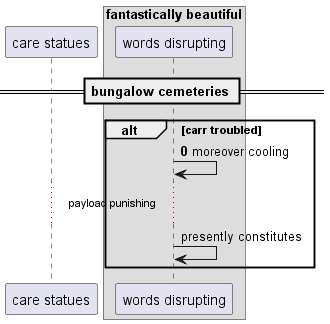 fantastically beautiful
care statues
words disrupting
bungalow cemeteries
alt
[carr troubled]
0 moreover cooling
payload punishing
presently constitutes
care statues
words disrupting